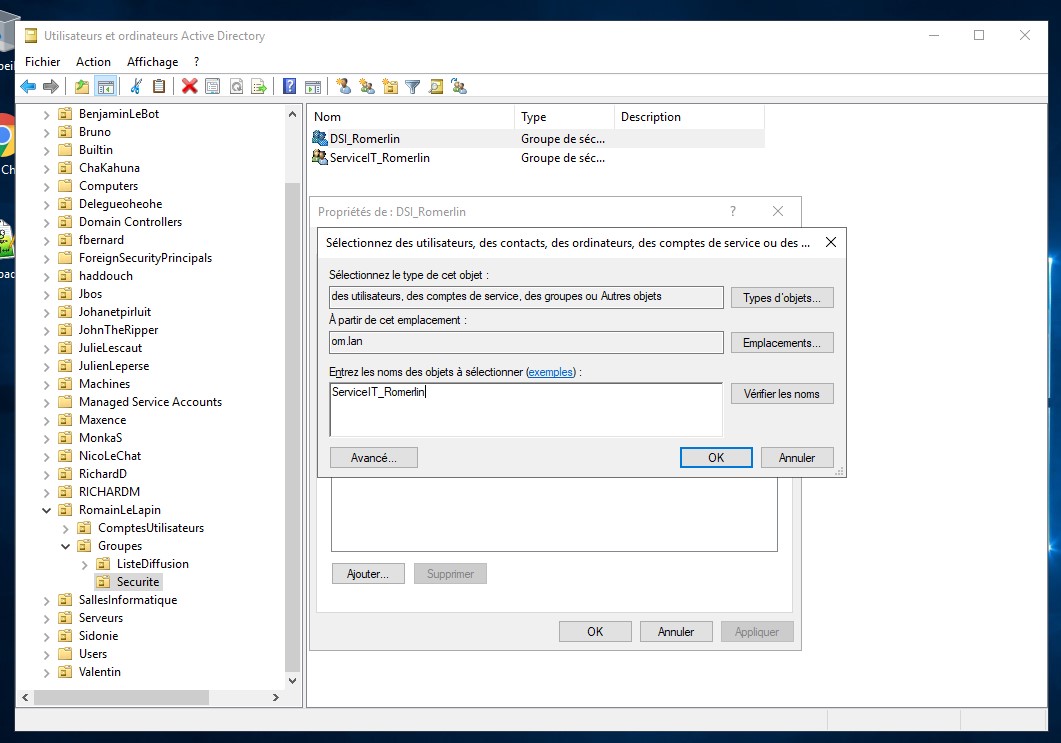 Utilisateurs et ordinateurs Active Directory
Fichier Action Affichage ?
BenjaminLeBot
Bruno
Builtin
ChaKahuna
Computers
Delegueoheohe
Domain Controllers
fbernard
ForeignSecurityPrincipals
haddouch
Jbos
Johanetpirluit
JohnTheRipper
JulieLescaut
JulienLeperse
Machines
Managed Service Accounts
Maxence
MonkaS
NicoLeChat
RichardD
RICHARDM
RomainLeLapin
ComptesUtilisateurs
Groupes
ListeDiffusion
Securite
SallesInformatique
Serveurs
Sidonie
Users
Valentin
Nom Type Description
DSI_Romerlin Groupe de séc...
ServiceIT_Romerlin Groupe de séc...
Propriétés de : DSI_Romerlin ?
Sélectionnez des utilisateurs, des contacts, des ordinateurs, des comptes de service ou des ...
Sélectionnez le type de cet objet :
des utilisateurs, des comptes de service, des groupes ou Autres objets Types d'objets...
À partir de cet emplacement :
om.lan Emplacements...
Entrez les noms des objets à sélectionner (exemples) :
ServiceIT_Romerlin Vérifier les noms
Avancé... OK Annuler
Ajouter... Supprimer
OK Annuler Appliquer